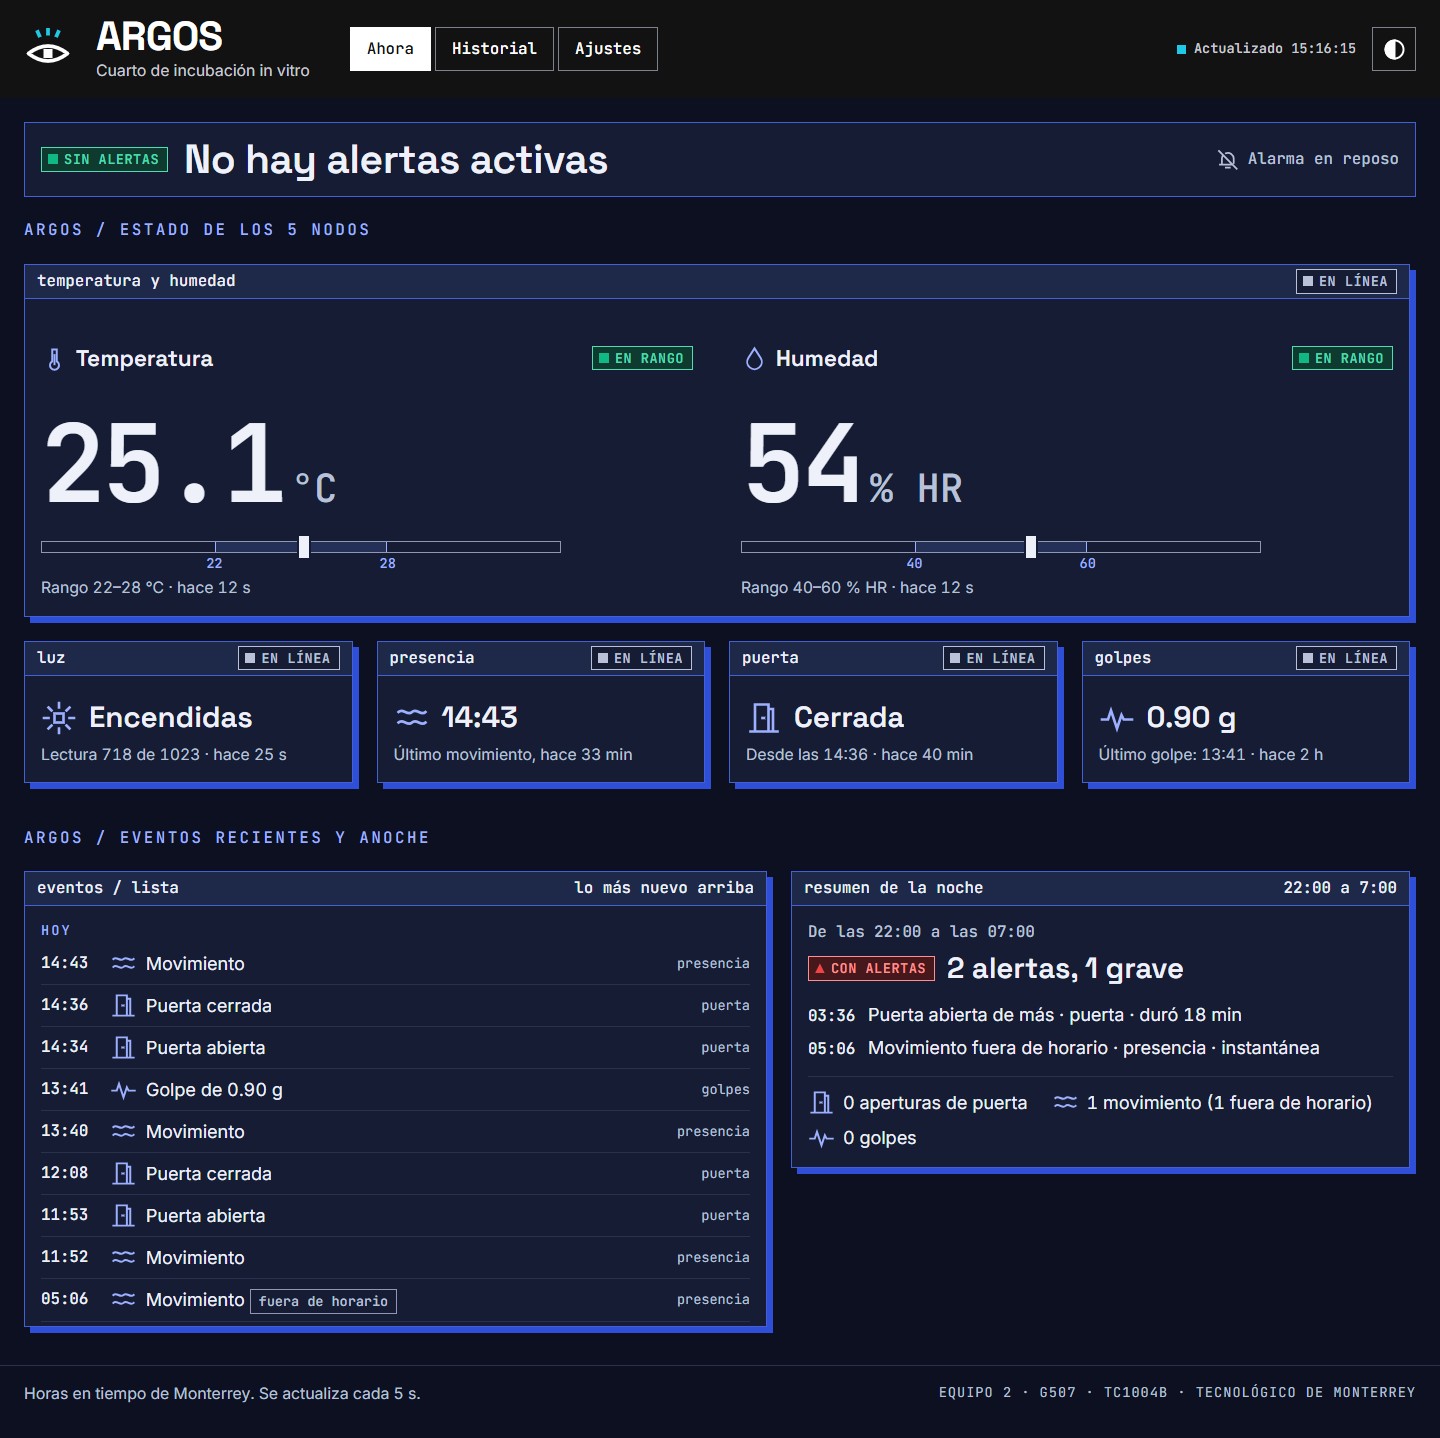 ARGOS
Cuarto de incubación in vitro
Ahora
Historial
Ajustes
Actualizado 15:16:15
SIN ALERTAS
No hay alertas activas
Alarma en reposo
ARGOS / ESTADO DE LOS 5 NODOS
temperatura y humedad
EN LÍNEA
Temperatura
EN RANGO
25.1 °C
22
28
Rango 22–28 °C · hace 12 s
Humedad
EN RANGO
54 % HR
40
60
Rango 40–60 % HR · hace 12 s
luz
EN LÍNEA
Encendidas
Lectura 718 de 1023 · hace 25 s
presencia
EN LÍNEA
14:43
Último movimiento, hace 33 min
puerta
EN LÍNEA
Cerrada
Desde las 14:36 · hace 40 min
golpes
EN LÍNEA
0.90 g
Último golpe: 13:41 · hace 2 h
ARGOS / EVENTOS RECIENTES Y ANOCHE
eventos / lista
lo más nuevo arriba
HOY
14:43 Movimiento presencia
14:36 Puerta cerrada puerta
14:34 Puerta abierta puerta
13:41 Golpe de 0.90 g golpes
13:40 Movimiento presencia
12:08 Puerta cerrada puerta
11:53 Puerta abierta puerta
11:52 Movimiento presencia
05:06 Movimiento fuera de horario presencia
resumen de la noche
22:00 a 7:00
De las 22:00 a las 07:00
CON ALERTAS
2 alertas, 1 grave
03:36 Puerta abierta de más · puerta · duró 18 min
05:06 Movimiento fuera de horario · presencia · instantánea
0 aperturas de puerta
1 movimiento (1 fuera de horario)
0 golpes
Horas en tiempo de Monterrey. Se actualiza cada 5 s.
EQUIPO 2 · G507 · TC1004B · TECNOLÓGICO DE MONTERREY